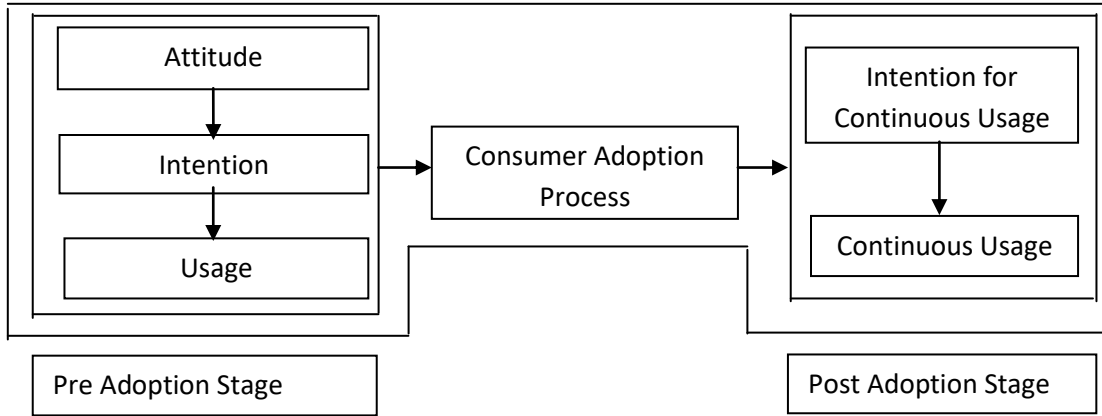 Attitude
Intention
Usage
Consumer Adoption
Process
Intention for
Continuous Usage
Continuous Usage
Pre Adoption Stage
Post Adoption Stage